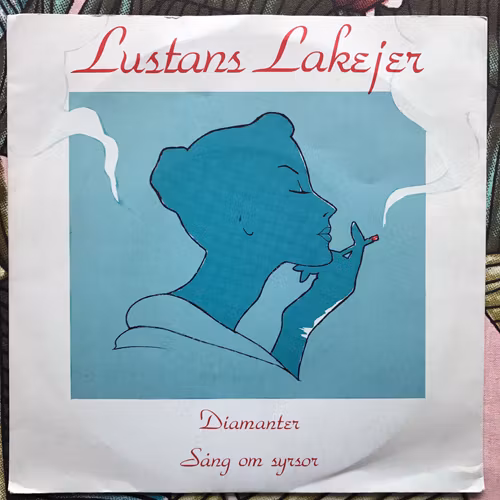 Lustans Lakejer
Diamanter
Sång om syrsor